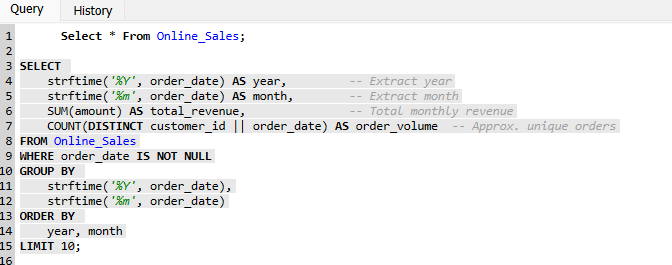 Query History
1 Select * From Online_Sales;
2
3 SELECT
4 strftime('%Y', order_date) AS year, -- Extract year
5 strftime('%m', order_date) AS month, -- Extract month
6 SUM(amount) AS total_revenue, -- Total monthly revenue
7 COUNT(DISTINCT customer_id || order_date) AS order_volume -- Approx. unique orders
8 FROM Online_Sales
9 WHERE order_date IS NOT NULL
10 GROUP BY
11 strftime('%Y', order_date),
12 strftime('%m', order_date)
13 ORDER BY
14 year, month
15 LIMIT 10;
16